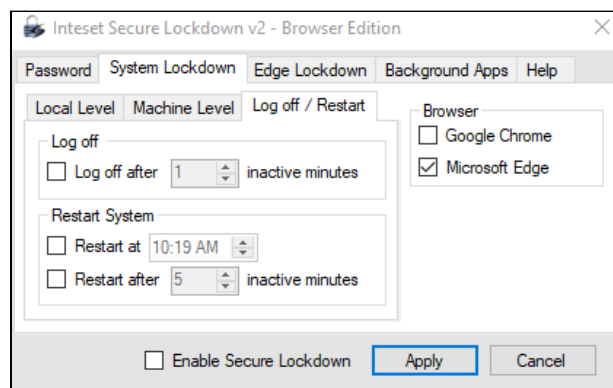 Inteset Secure Lockdown v2 - Browser Edition
Password System Lockdown Edge Lockdown Background Apps Help
Local Level Machine Level Log off / Restart
Log off
Log off after 1 inactive minutes
Restart System
Restart at 10:19 AM
Restart after 5 inactive minutes
Browser
Google Chrome
Microsoft Edge
Enable Secure Lockdown Apply Cancel